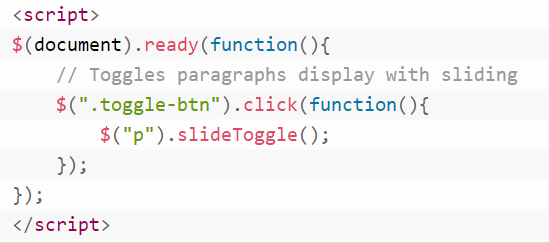 <script>
$(document).ready(function(){
    // Toggles paragraphs display with sliding
    $(".toggle-btn").click(function(){
        $("p").slideToggle();
    });
});
</script>